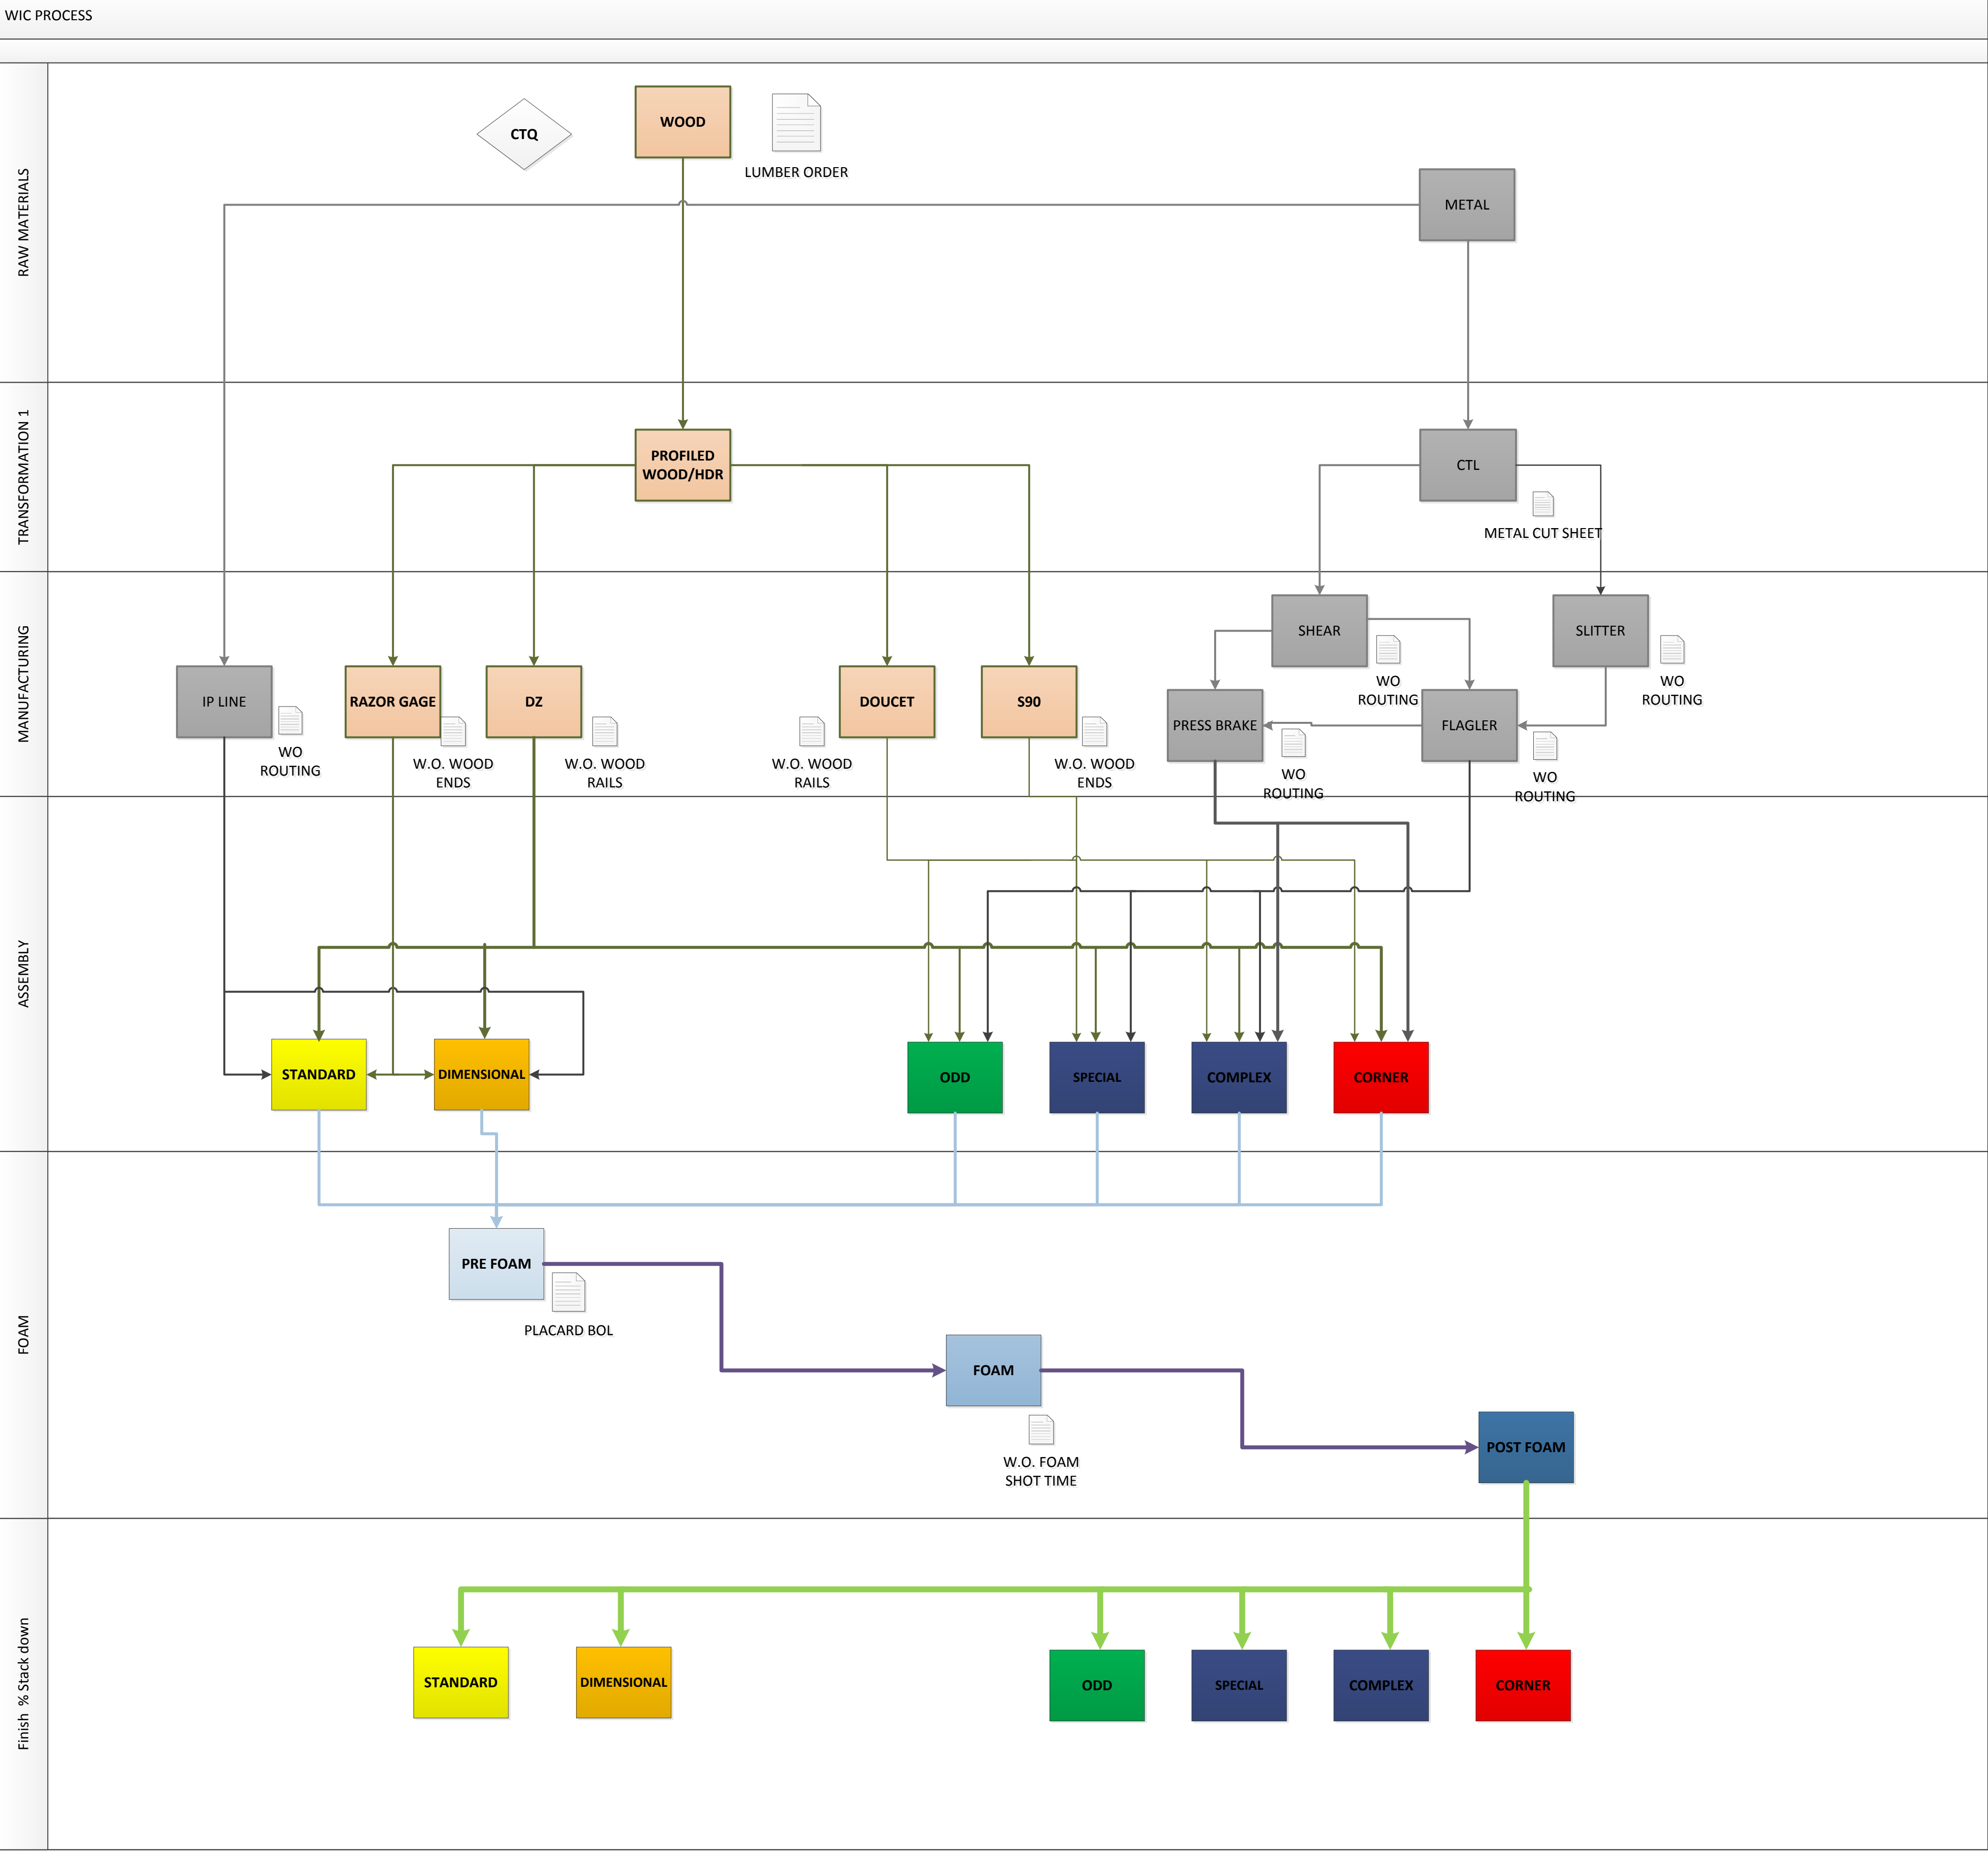 WIC PROCESS
RAW MATERIALS
CTQ
WOOD
LUMBER ORDER
METAL
TRANSFORMATION 1
PROFILED
WOOD/HDR
CTL
METAL CUT SHEET
MANUFACTURING
SHEAR
WO
ROUTING
SLITTER
WO
ROUTING
IP LINE
WO
ROUTING
RAZOR GAGE
W.O. WOOD
ENDS
DZ
W.O. WOOD
RAILS
W.O. WOOD
RAILS
DOUCET
S90
W.O. WOOD
ENDS
PRESS BRAKE
WO
ROUTING
FLAGLER
WO
ROUTING
ASSEMBLY
STANDARD
DIMENSIONAL
ODD
SPECIAL
COMPLEX
CORNER
FOAM
PRE FOAM
PLACARD BOL
FOAM
W.O. FOAM
SHOT TIME
POST FOAM
Finish % Stack down
STANDARD
DIMENSIONAL
ODD
SPECIAL
COMPLEX
CORNER